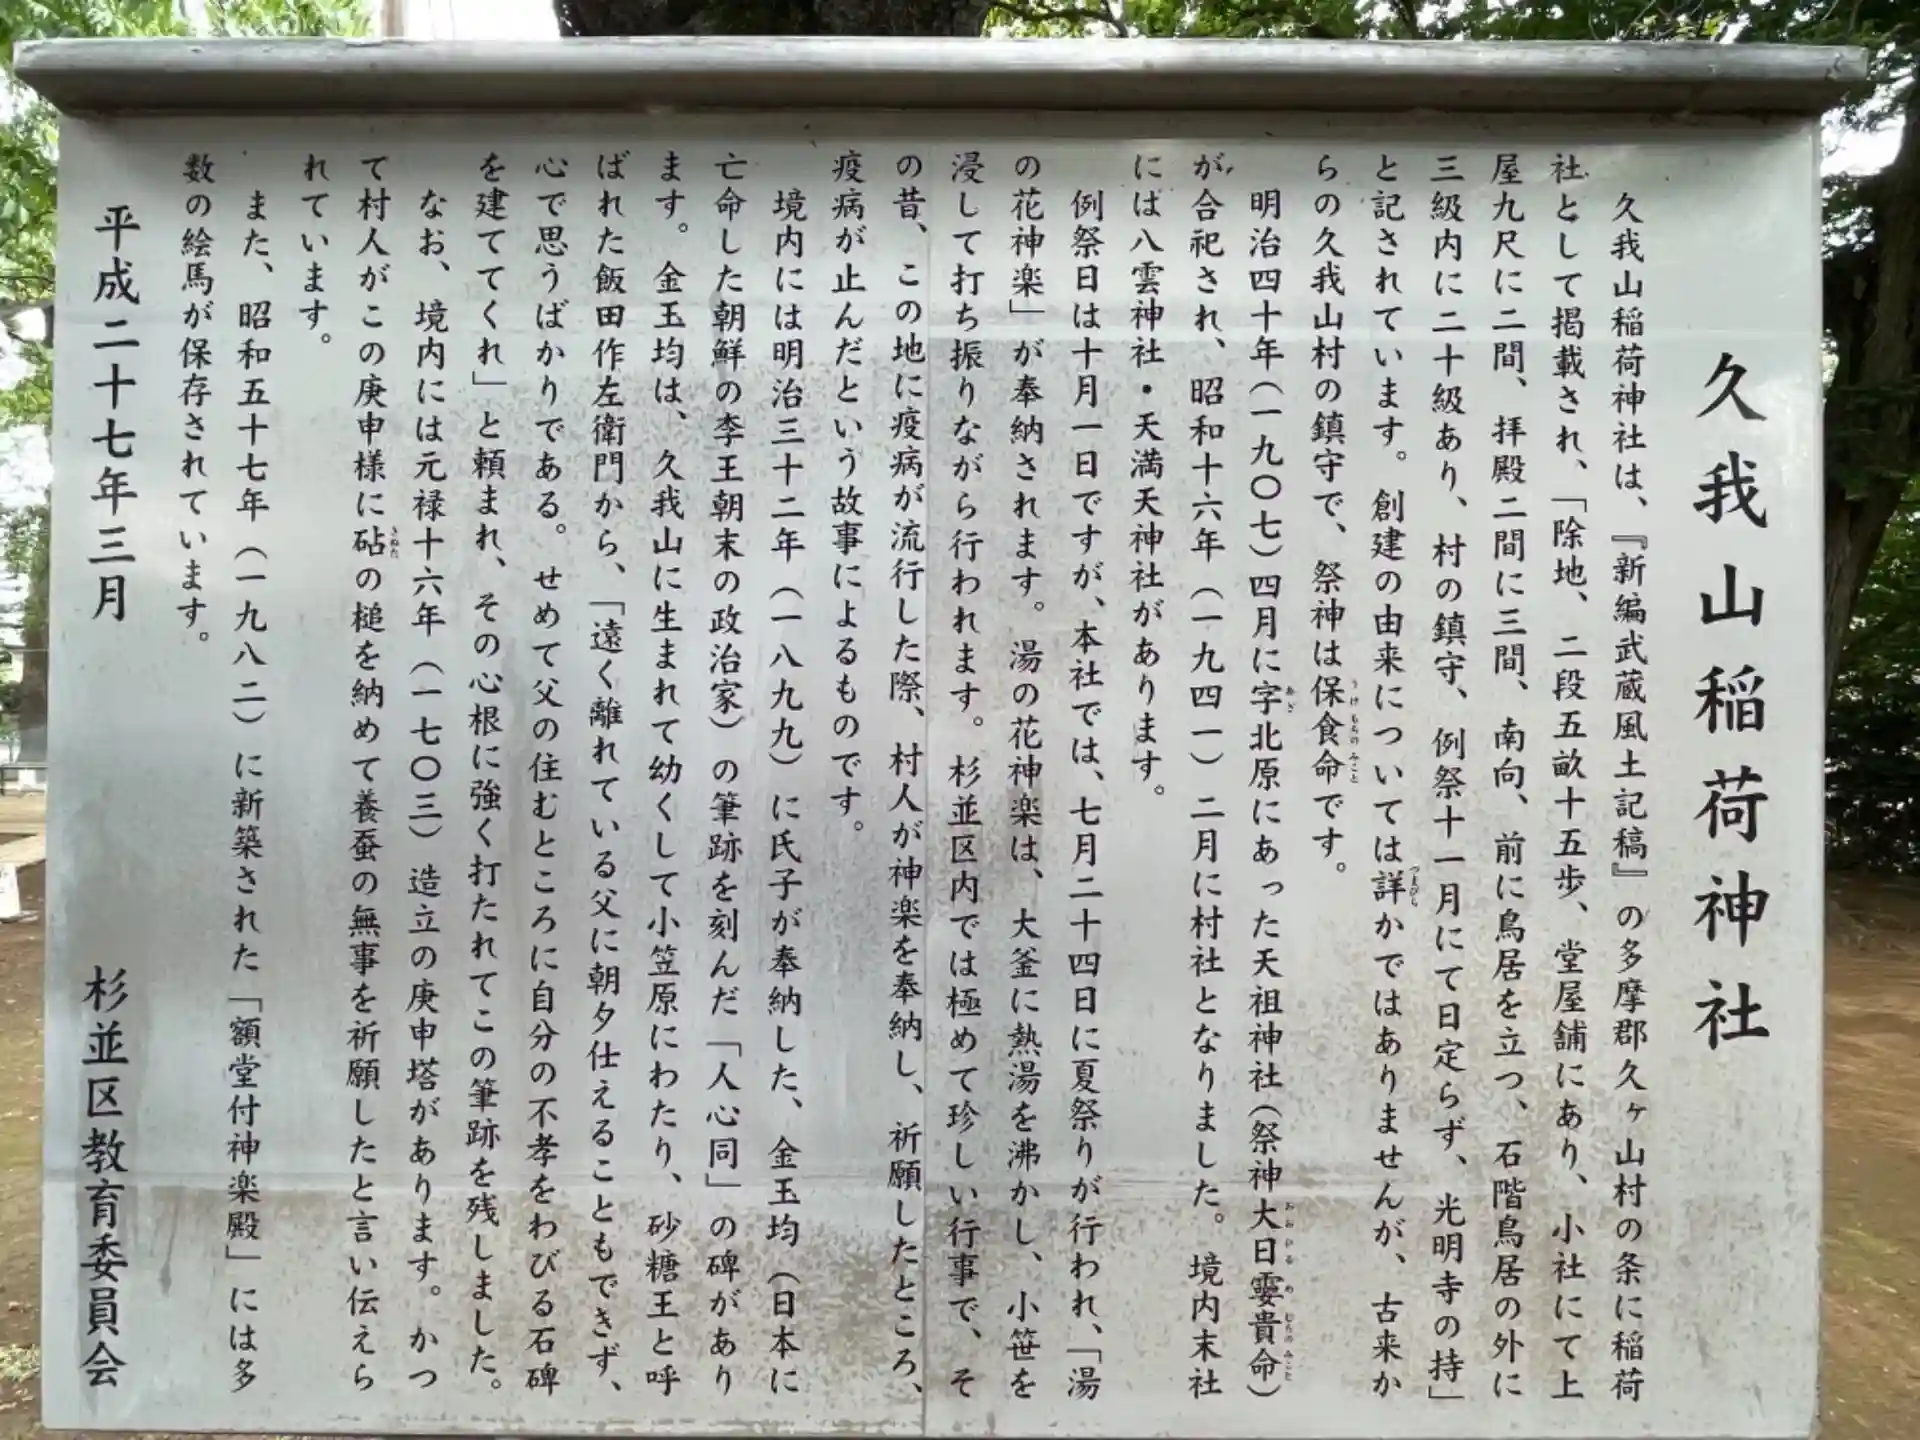 久我山稲荷神社
久我山稲荷神社は、『新編武蔵風土記稿』の多摩郡久ヶ山村の条に稲荷
社として掲載され、「除地、二段五畝十五歩、堂屋舗にあり、小社にて上
屋九尺に二間、拝殿二間に三間、南向、前に鳥居を立つ、石階鳥居の外に
三級内に二十級あり、村の鎮守、例祭十一月にて日定らず、光明寺の持」
と記されています。創建の由来については詳かではありませんが、古来か
らの久我山村の鎮守で、祭神は保食命です。
明治四十年(一九〇七)四月に字北原にあった天祖神社(祭神大日孁貴命)
が合祀され、昭和十六年(一九四一)二月に村社となりました。境内末社
には八雲神社・天満天神社があります。
例祭日は十月一日ですが、本社では、七月二十四日に夏祭りが行われ、「湯
の花神楽」が奉納されます。湯の花神楽は、大釜に熱湯を沸かし、小笹を
浸して打ち振りながら行われます。杉並区内では極めて珍しい行事で、そ
の昔、この地に疫病が流行した際、村人が神楽を奉納し、祈願したところ、
疫病が止んだという故事によるものです。
境内には明治三十二年(一八九九)に氏子が奉納した、金玉均(日本に
亡命した朝鮮の李王朝末の政治家)の筆跡を刻んだ「人心同」の碑があり
ます。金玉均は、久我山に生まれて幼くして小笠原にわたり、砂糖王と呼
ばれた飯田作左衛門から、「遠く離れている父に朝夕仕えることもできず、
心で思うばかりである。せめて父の住むところに自分の不孝をわびる石碑
を建ててくれ」と頼まれ、その心根に強く打たれてこの筆跡を残しました。
なお、境内には元禄十六年(一七〇三)造立の庚申塔があります。かつ
て村人がこの庚申様に砧の槌を納めて養蚕の無事を祈願したと言い伝えら
れています。
また、昭和五十七年(一九八二)に新築された「額堂付神楽殿」には多
数の絵馬が保存されています。
平成二十七年三月 杉並区教育委員会